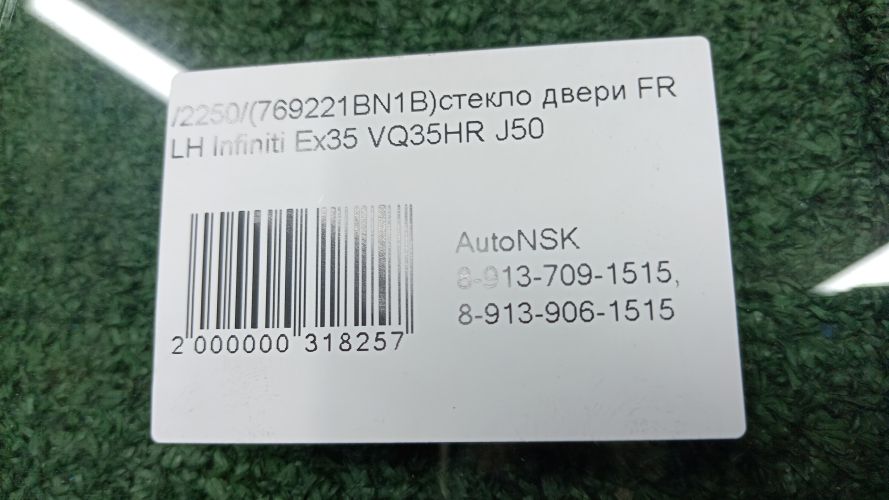 /2250/(769221BN1B)стекло двери FR
LH Infiniti Ex35 VQ35HR J50
AutoNSK
8-913-709-1515,
8-913-906-1515
2 000000 318257